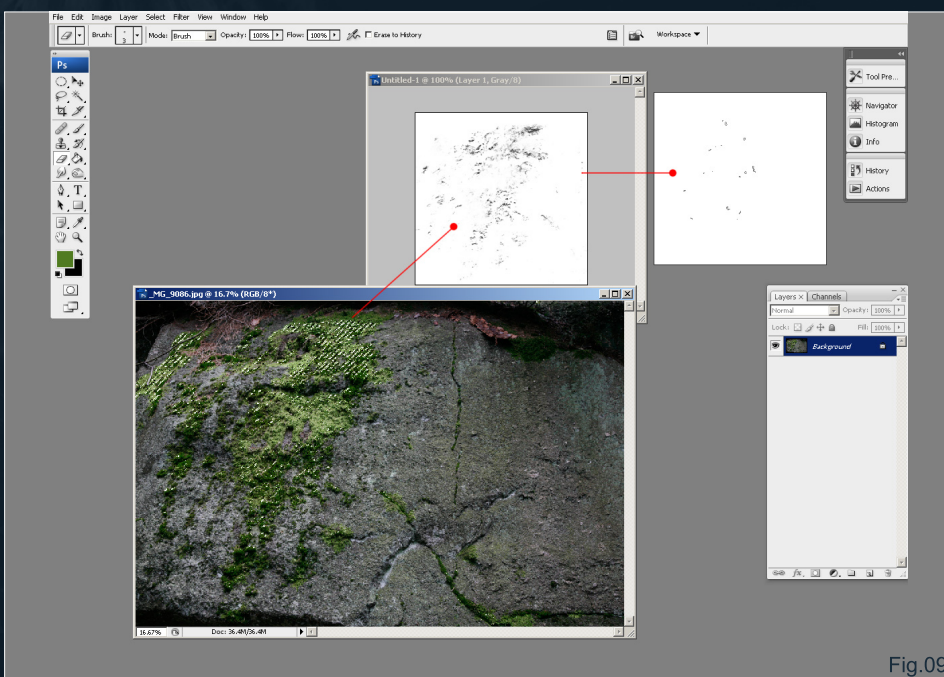 File Edit Image Layer Select Filter View Window Help
Brush: 3 Mode: Brush Opacity: 100% Flow: 100% Erase to History Workspace
Ps
Untitled-1 @ 100% (Layer 1, Gray/8)
Tool Pre...
Navigator
Histogram
Info
History
Actions
_MG_9086.jpg @ 16.7% (RGB/8*)
Layers × Channels
Normal Opacity: 100%
Lock: Fill: 100%
Background
16.67% Doc: 36.4M/36.4M
Fig.09